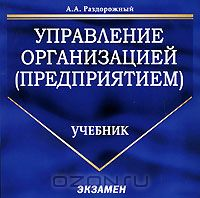 А.А. Раздорожный
УПРАВЛЕНИЕ
ОРГАНИЗАЦИЕЙ
(ПРЕДПРИЯТИЕМ)
УЧЕБНИК
ЭКЗАМЕН
OZON.RU